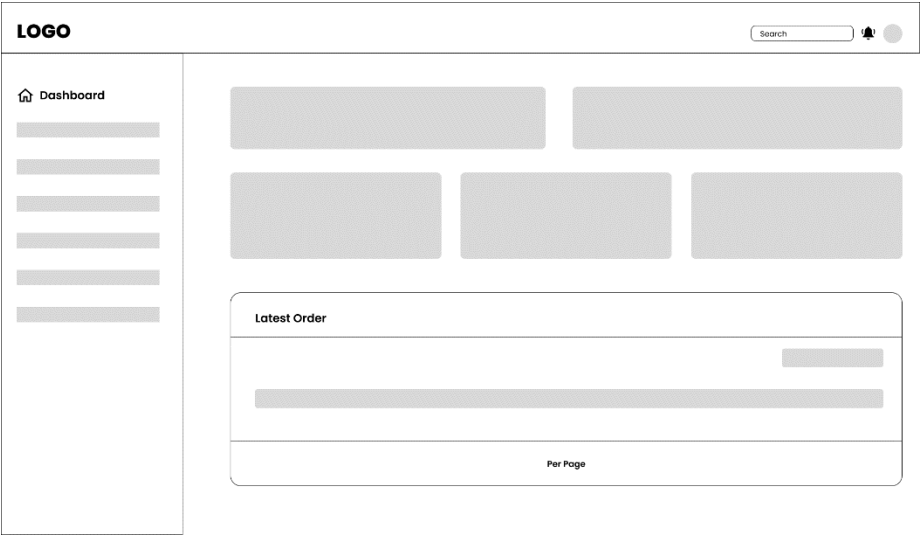 LOGO
Search
Dashboard
Latest Order
Per Page